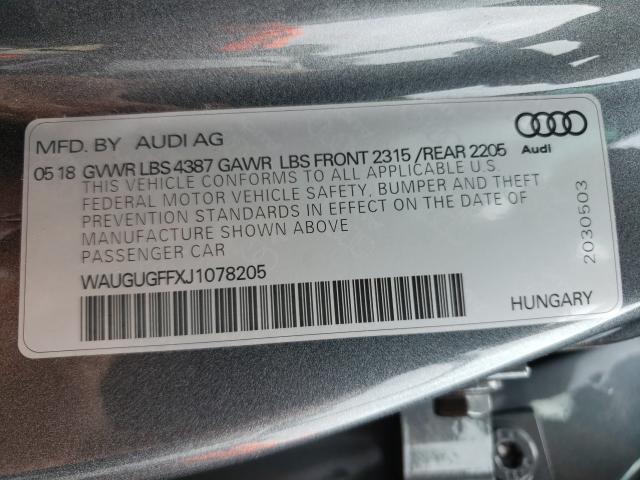 MFD. BY AUDI AG
Audi
05 18 GVWR LBS 4387 GAWR LBS FRONT 2315 /REAR 2205
THIS VEHICLE CONFORMS TO ALL APPLICABLE U.S.
FEDERAL MOTOR VEHICLE SAFETY, BUMPER AND THEFT
PREVENTION STANDARDS IN EFFECT ON THE DATE OF
MANUFACTURE SHOWN ABOVE
PASSENGER CAR
2030503
WAUGUGFFXJ1078205
HUNGARY